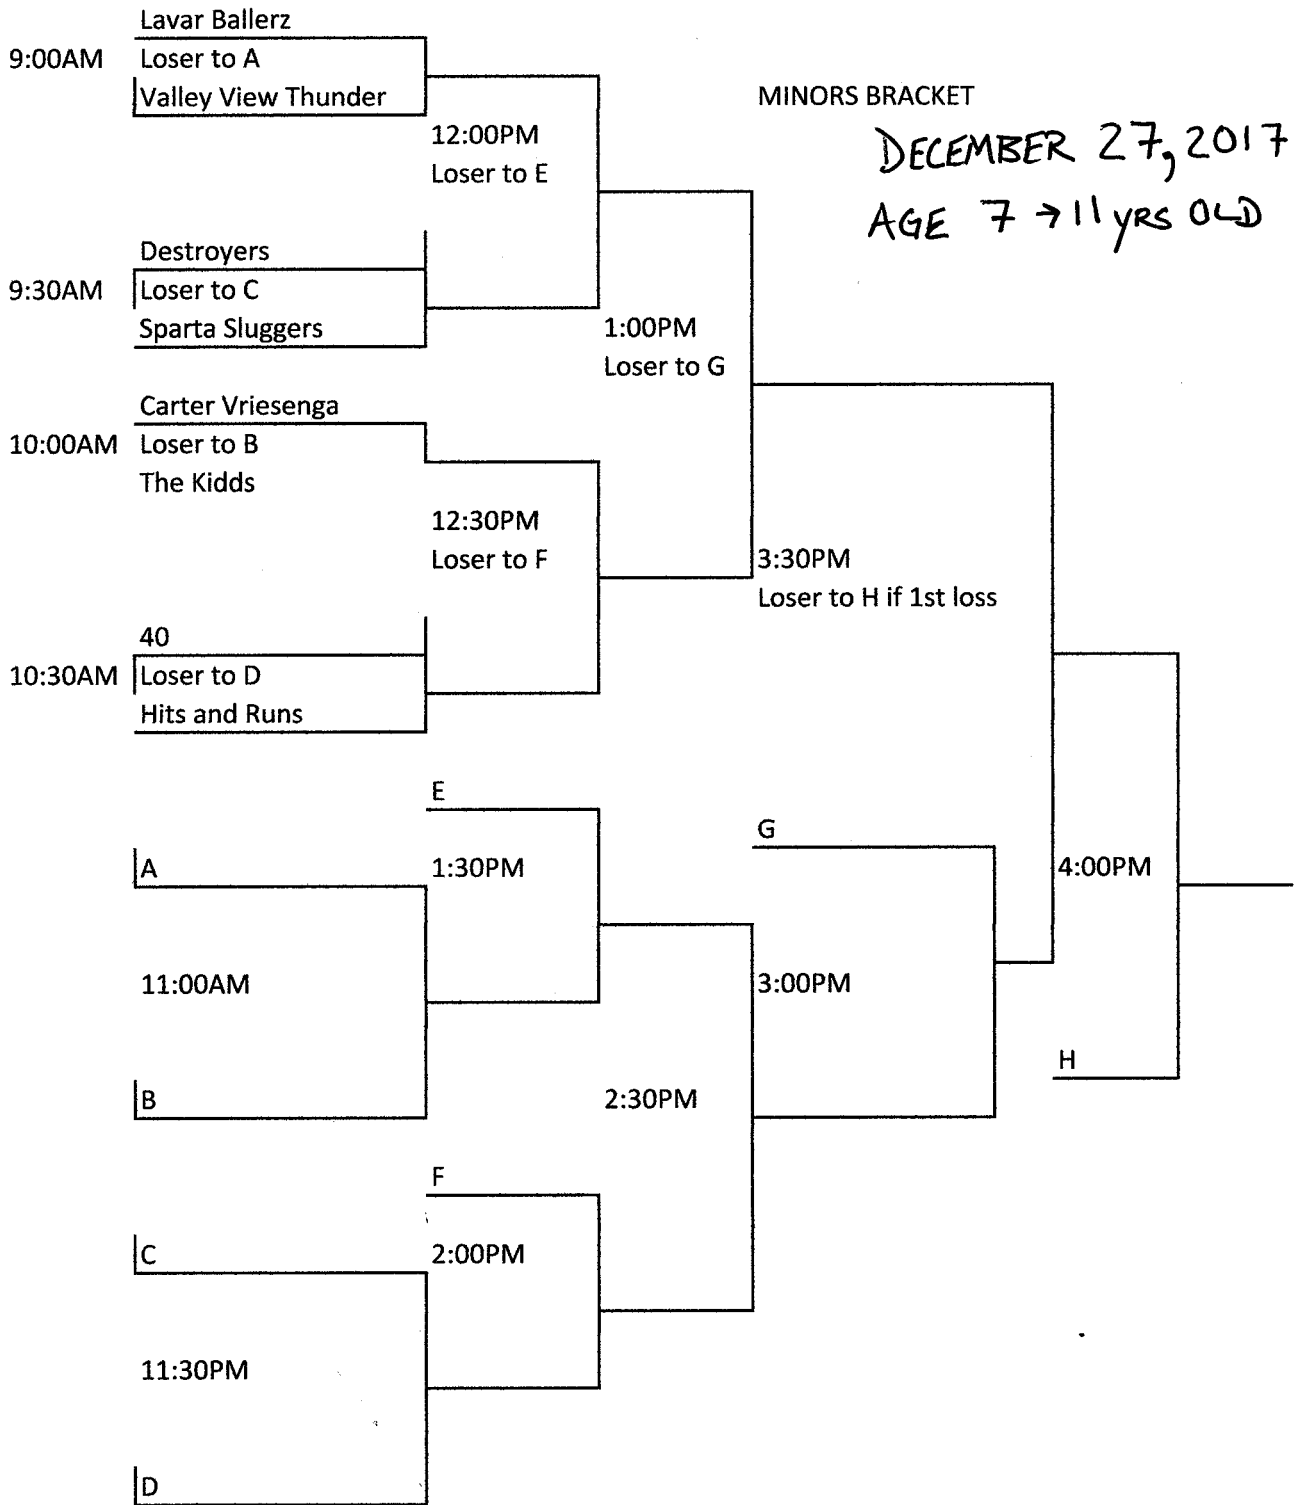 Lavar Ballerz
9:00AM
Loser to A
Valley View Thunder
MINORS BRACKET
12:00PM
Loser to E
DECEMBER 27, 2017
AGE 7 → 11 YRS OLD
Destroyers
9:30AM
Loser to C
Sparta Sluggers
1:00PM
Loser to G
Carter Vriesenga
10:00AM
Loser to B
The Kidds
12:30PM
Loser to F
3:30PM
Loser to H if 1st loss
40
10:30AM
Loser to D
Hits and Runs
E
G
A
1:30PM
4:00PM
11:00AM
3:00PM
H
B
2:30PM
F
C
2:00PM
11:30PM
D